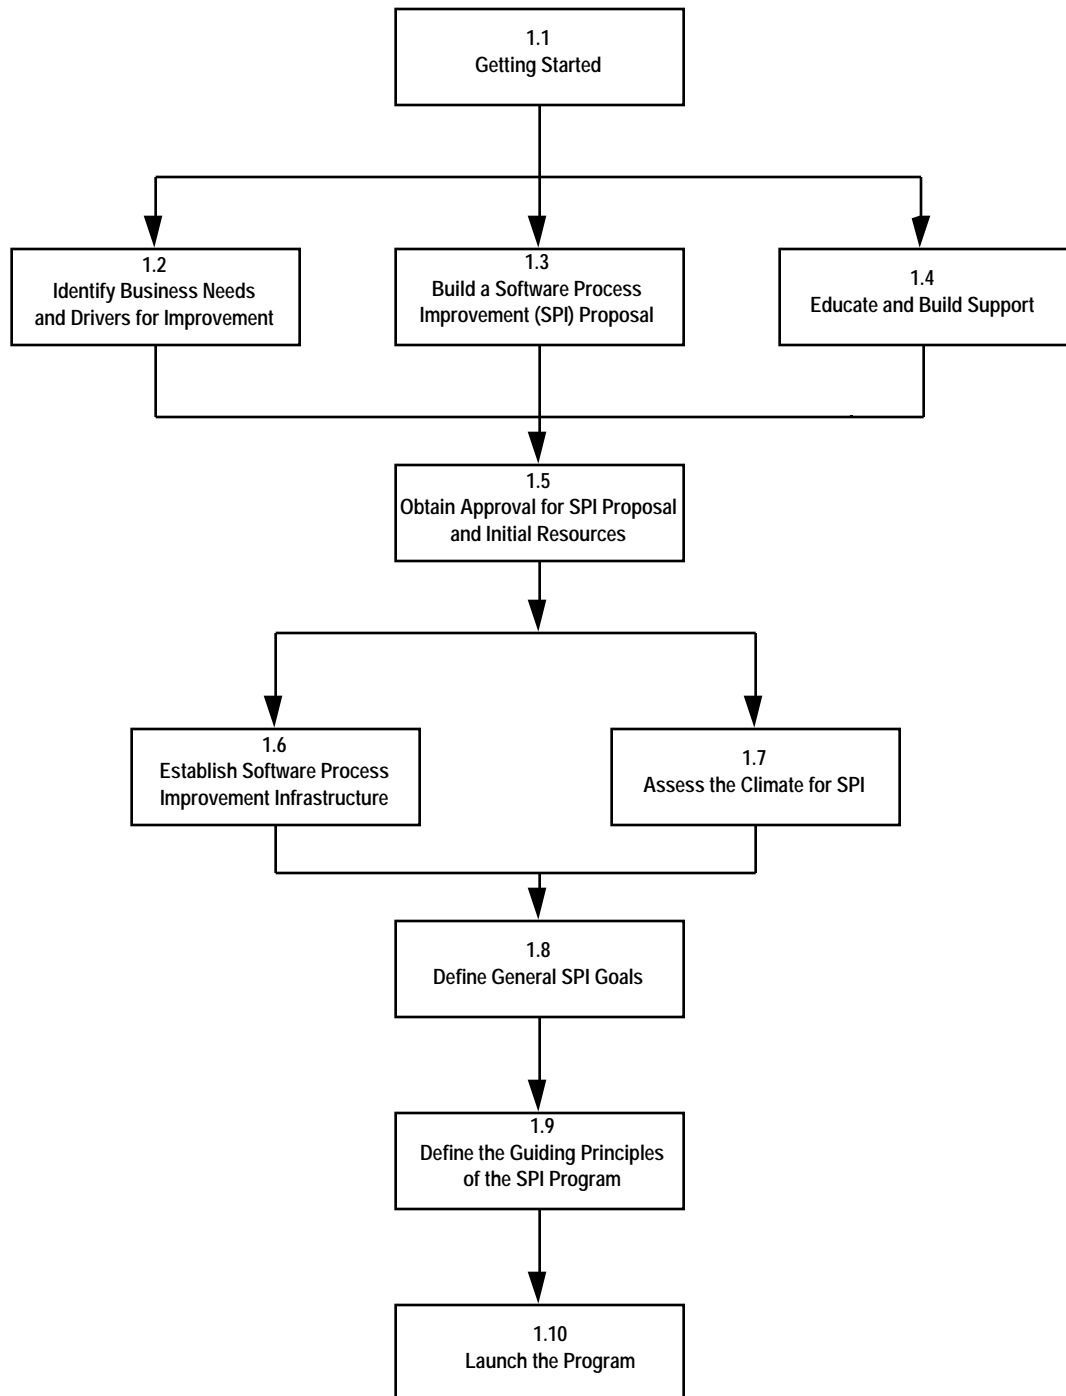 1.1
Getting Started
1.2
Identify Business Needs
and Drivers for Improvement
1.3
Build a Software Process
Improvement (SPI) Proposal
1.4
Educate and Build Support
1.5
Obtain Approval for SPI Proposal
and Initial Resources
1.6
Establish Software Process
Improvement Infrastructure
1.7
Assess the Climate for SPI
1.8
Define General SPI Goals
1.9
Define the Guiding Principles
of the SPI Program
1.10
Launch the Program